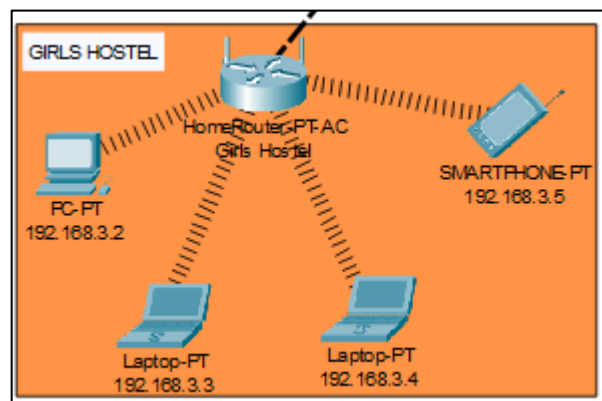 GIRLS HOSTEL
HomeRouter-PT-AC
Girls Hostel
SMARTPHONE-PT
192.168.3.5
PC-PT
192.168.3.2
Laptop-PT
192.168.3.3
Laptop-PT
192.168.3.4